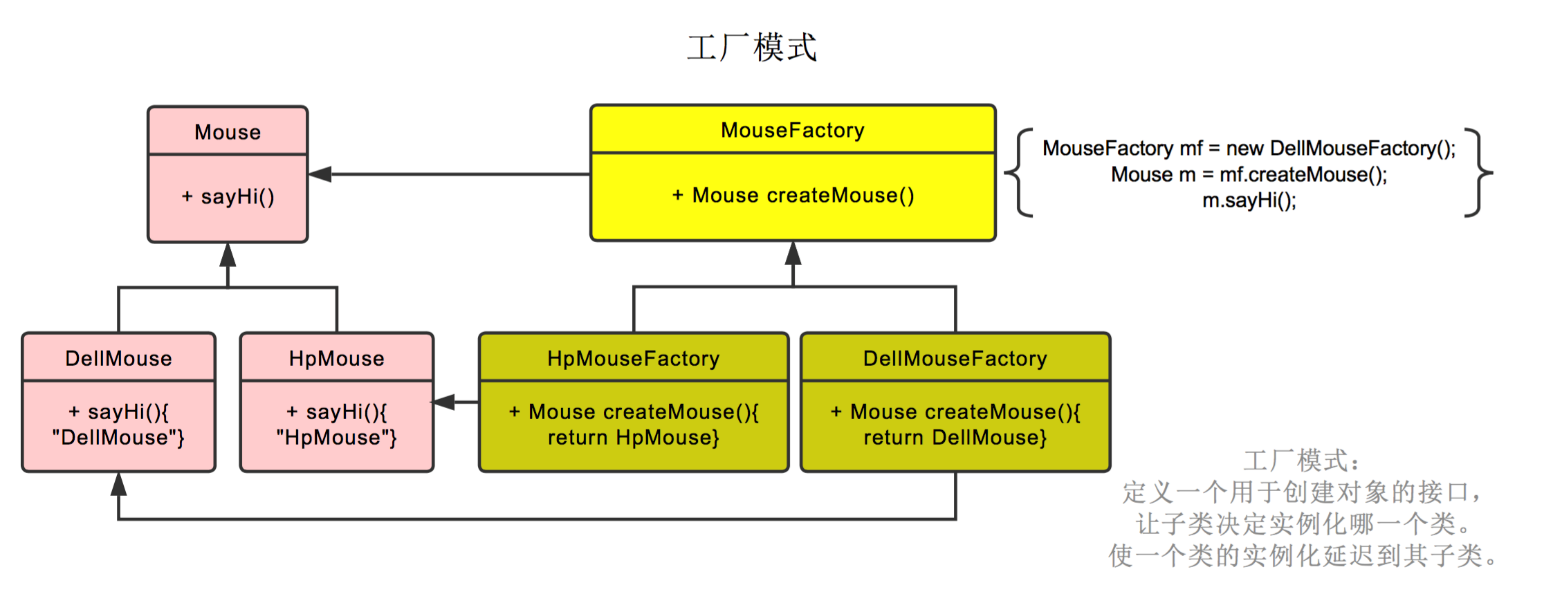 工厂模式
Mouse
+ sayHi()
MouseFactory
+ Mouse createMouse()
MouseFactory mf = new DellMouseFactory();
Mouse m = mf.createMouse();
m.sayHi();
DellMouse
+ sayHi(){
"DellMouse"}
HpMouse
+ sayHi(){
"HpMouse"}
HpMouseFactory
+ Mouse createMouse(){
return HpMouse}
DellMouseFactory
+ Mouse createMouse(){
return DellMouse}
工厂模式：
定义一个用于创建对象的接口，
让子类决定实例化哪一个类。
使一个类的实例化延迟到其子类。